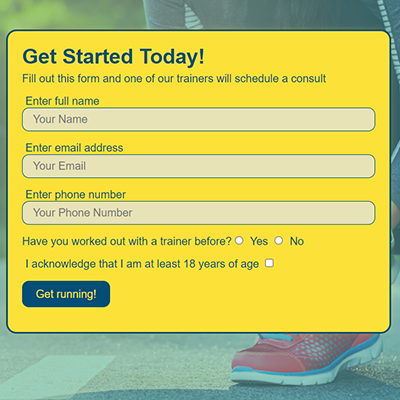 Get Started Today!
Fill out this form and one of our trainers will schedule a consult
Enter full name
Your Name
Enter email address
Your Email
Enter phone number
Your Phone Number
Have you worked out with a trainer before? Yes No
I acknowledge that I am at least 18 years of age
Get running!